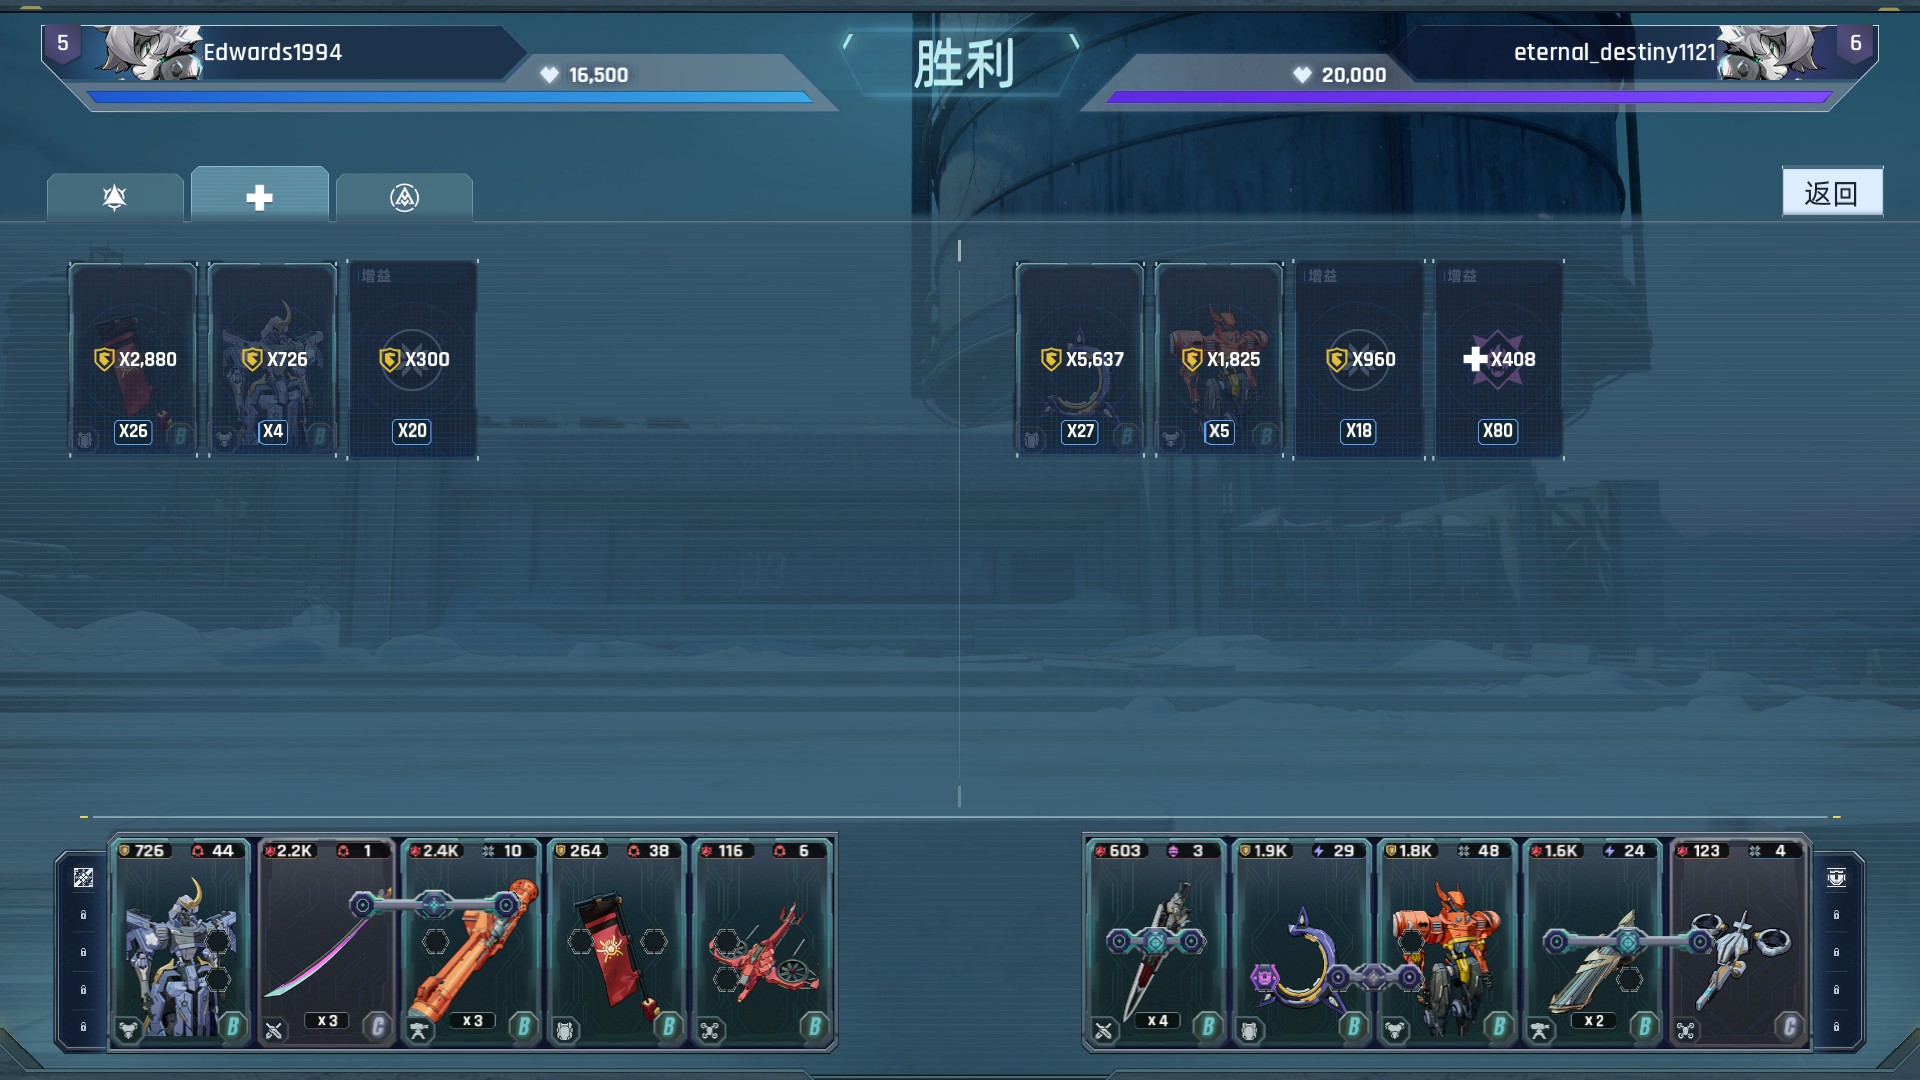 5
Edwards1994
16,500
胜利
20,000
eternal_destiny1121
6
返回
X2,880
X26
B
X726
X4
B
增益
X300
X20
X5,637
X27
B
X1,825
X5
B
增益
X960
X18
增益
X408
X80
726 44
B
2.2K 1
X3
C
2.4K 10
X3
B
264 38
B
116 6
B
603 3
X4
B
1.9K 29
B
1.8K 48
B
1.6K 24
X2
B
123 4
C